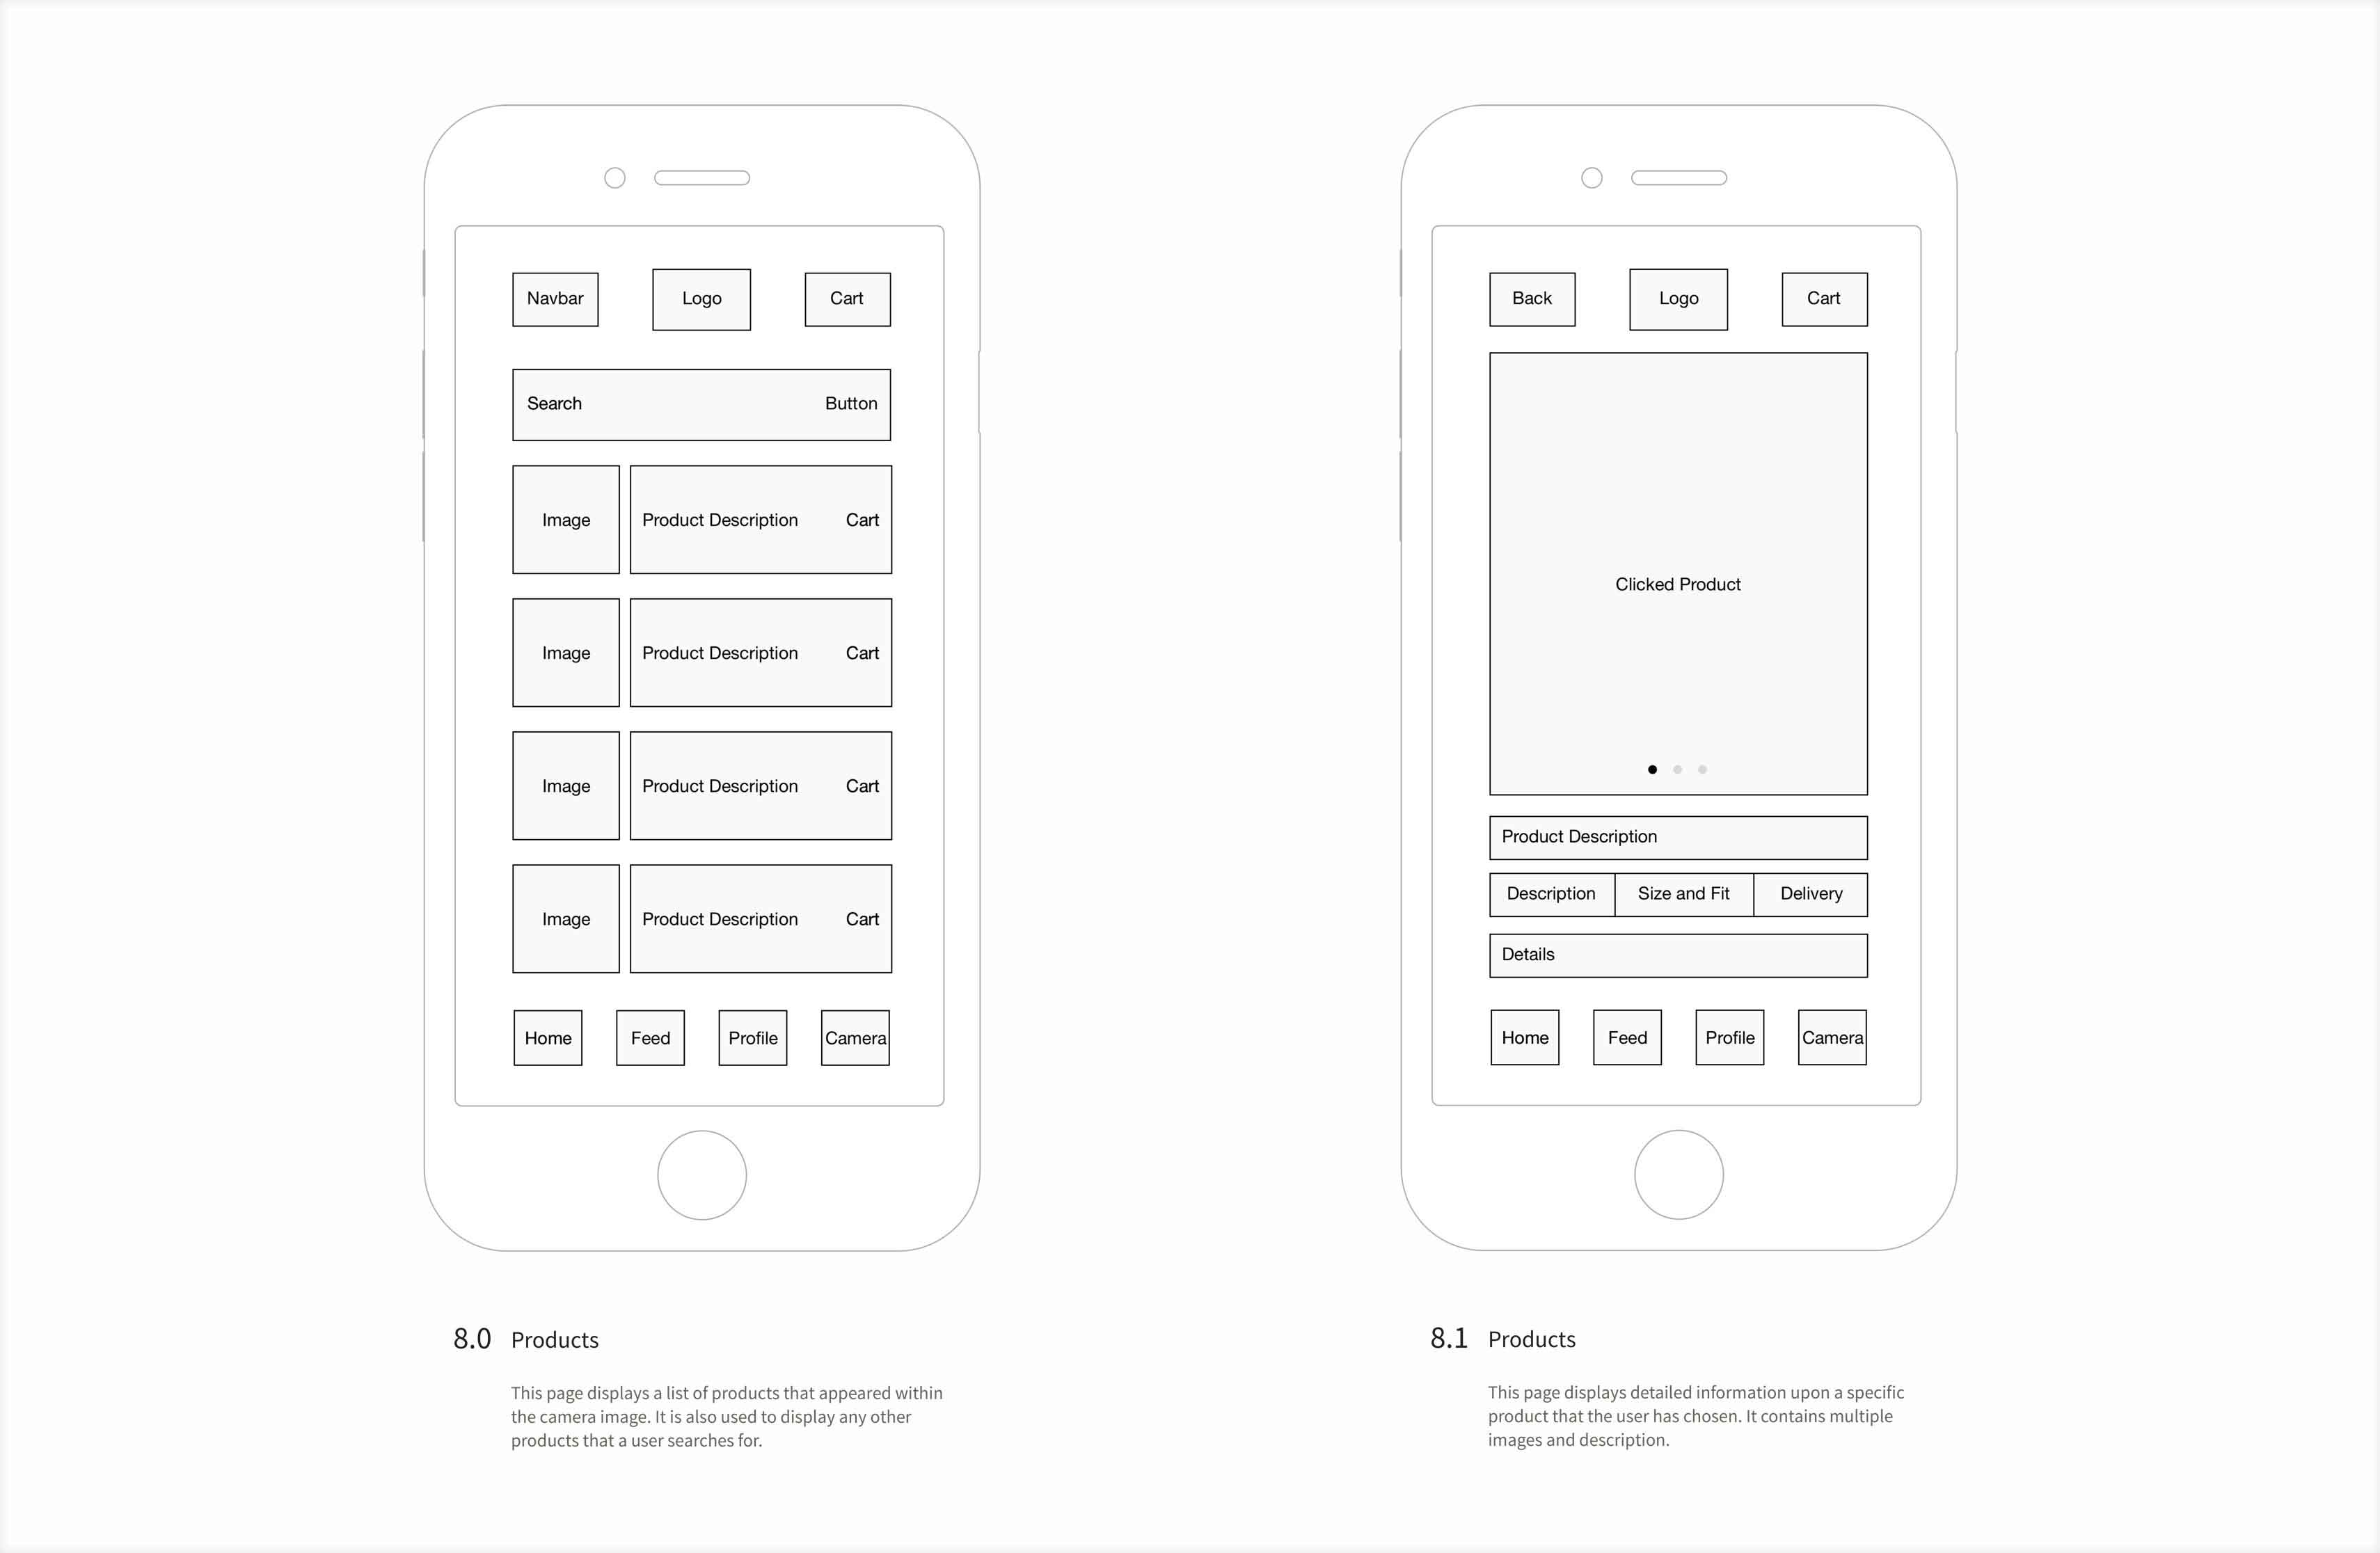 Navbar Logo Cart
Search Button
Image Product Description Cart
Image Product Description Cart
Image Product Description Cart
Image Product Description Cart
Home Feed Profile Camera
8.0 Products
This page displays a list of products that appeared within
the camera image. It is also used to display any other
products that a user searches for.
Back Logo Cart
Clicked Product
Product Description
Description Size and Fit Delivery
Details
Home Feed Profile Camera
8.1 Products
This page displays detailed information upon a specific
product that the user has chosen. It contains multiple
images and description.